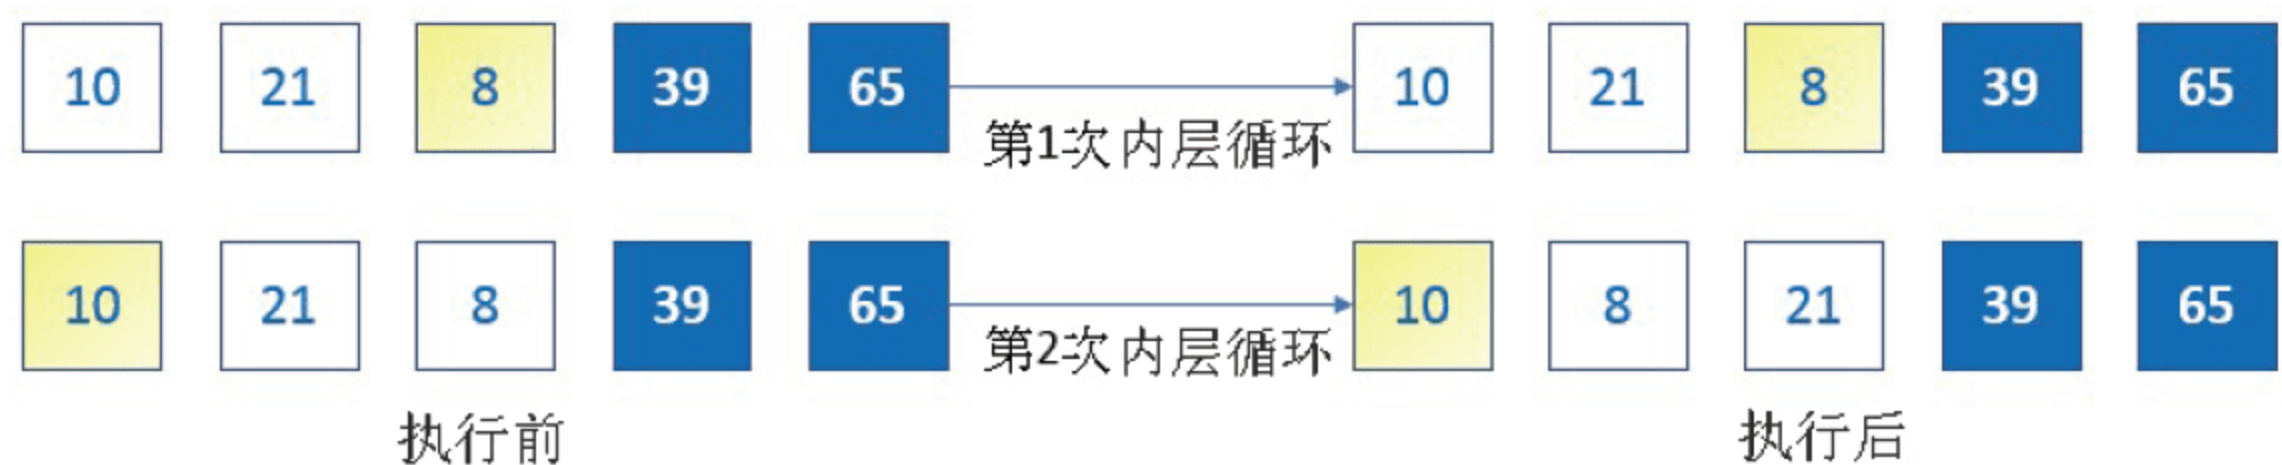 10 21 8 39 65 第1次内层循环 10 21 8 39 65
10 21 8 39 65 第2次内层循环 10 8 21 39 65
执行前 执行后